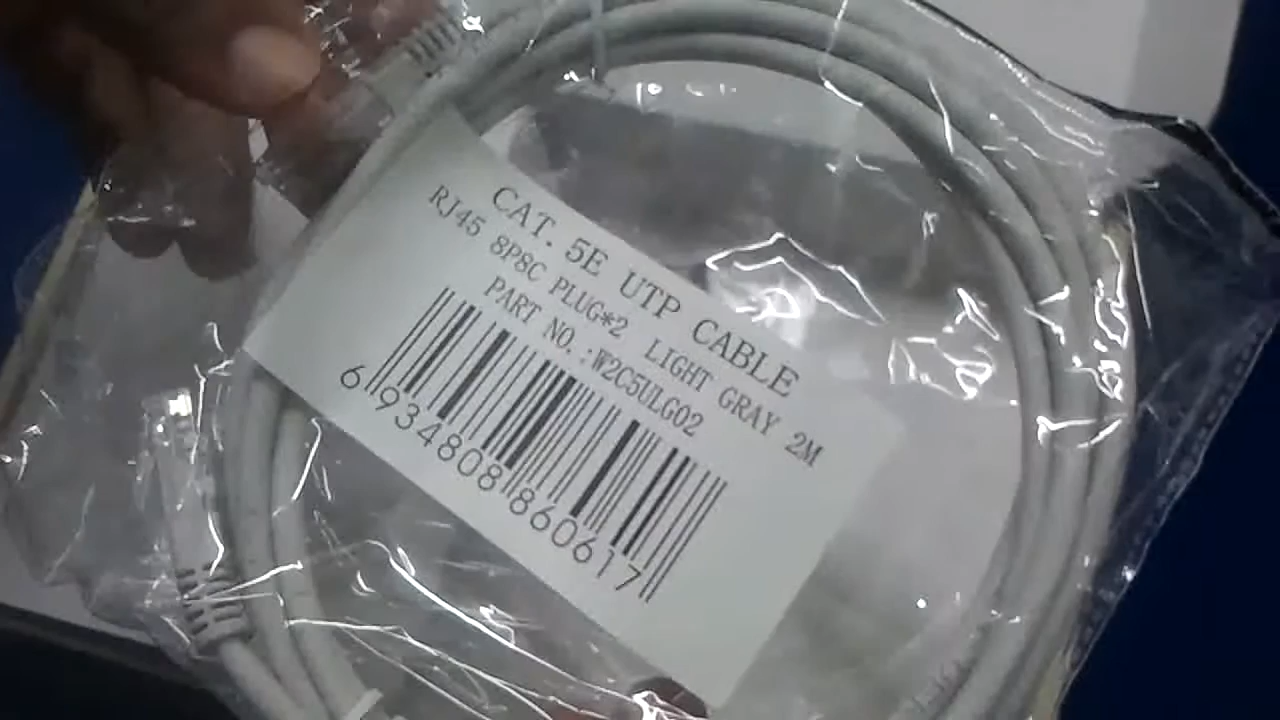 CAT. 5E UTP CABLE
RJ45 8P8C PLUG*2 LIGHT GRAY 2M
PART NO.:W2C5ULG02
6934808860617